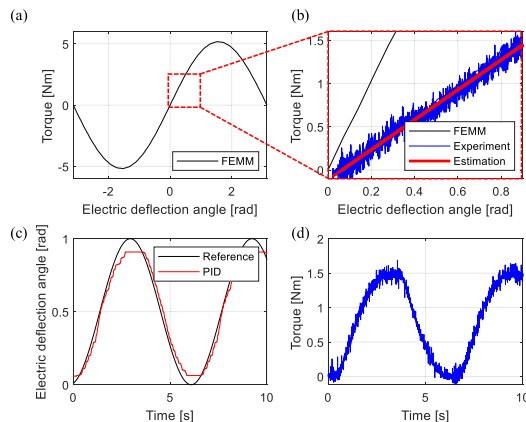 (a)
(b)
5
0
-5
-2
0
2
Torque [Nm]
Electric deflection angle [rad]
FEMM
1.5
1
0.5
0
0
0.2
0.4
0.6
0.8
Torque [Nm]
Electric deflection angle [rad]
FEMM
Experiment
Estimation
(c)
(d)
1
0.5
0
0
5
10
Electric deflection angle [rad]
Time [s]
Reference
PID
2
1.5
1
0.5
0
0
5
10
Torque [Nm]
Time [s]